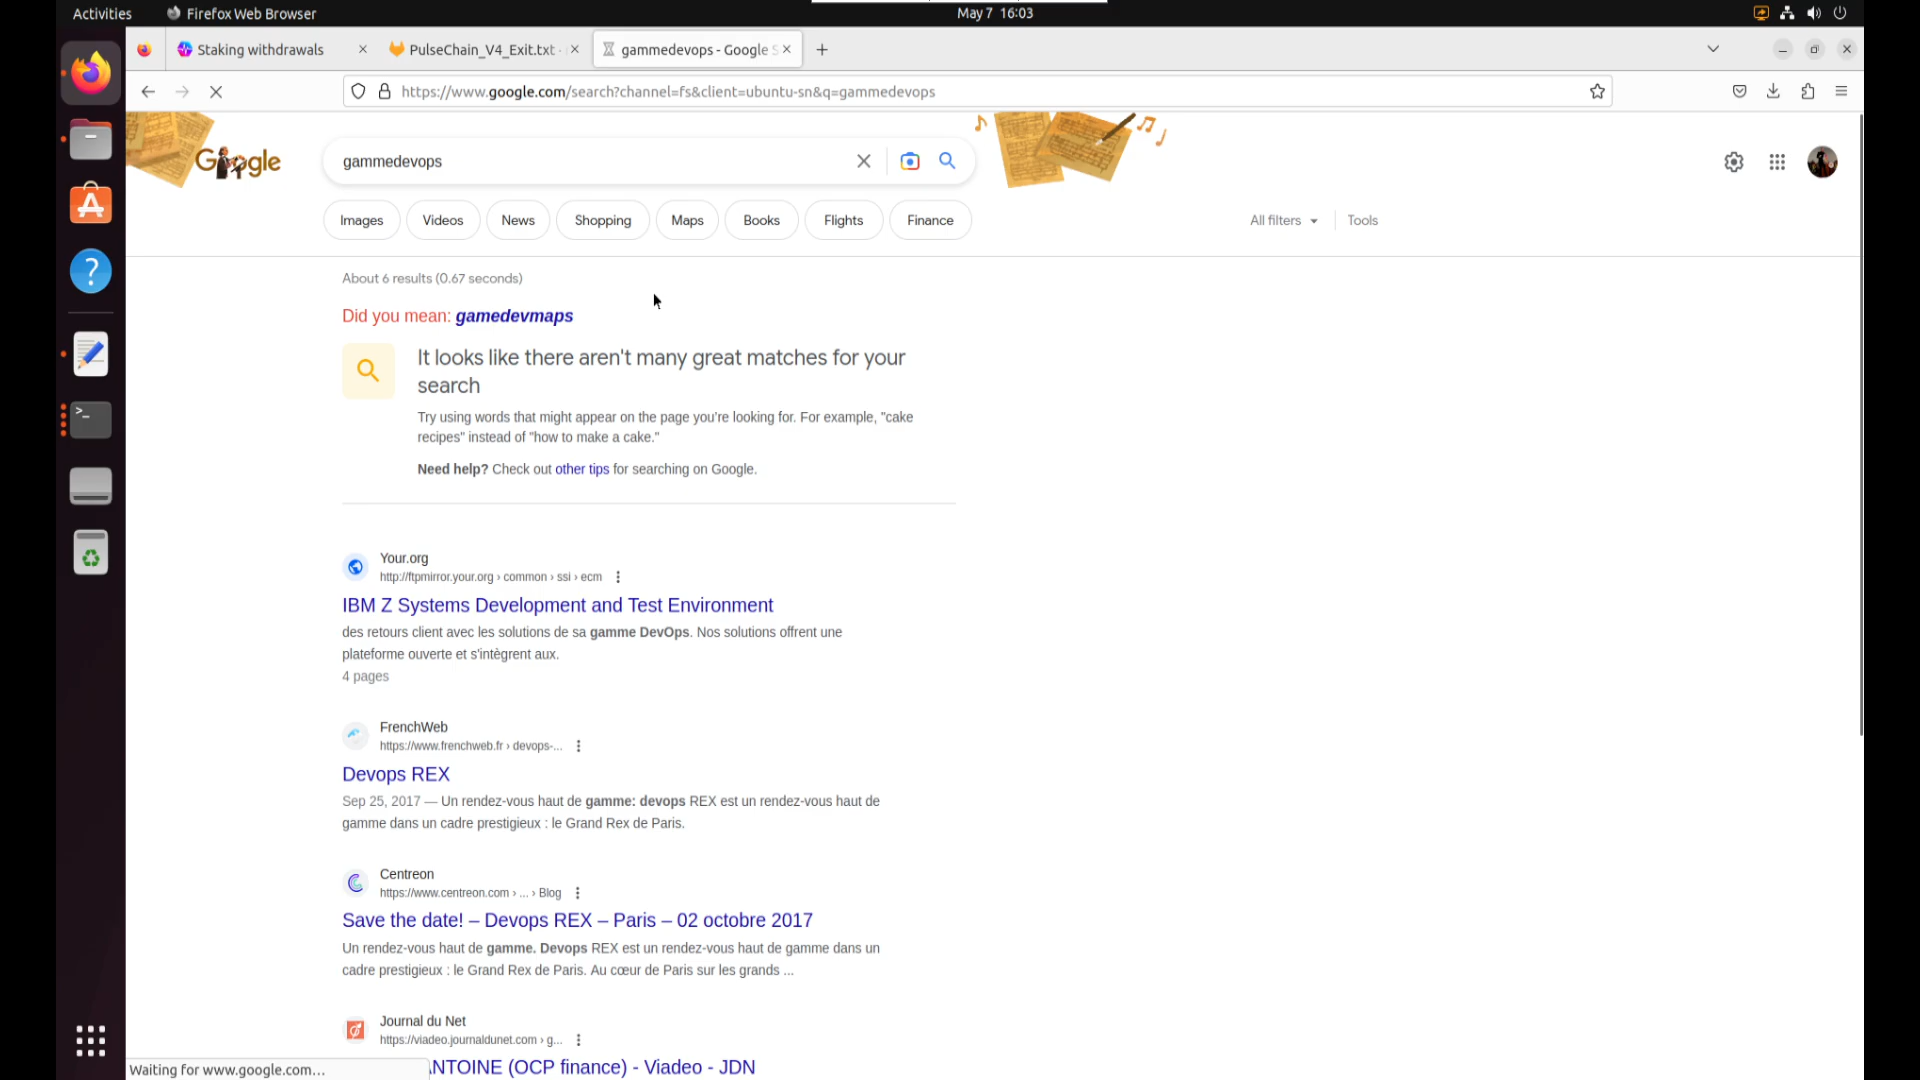 Activities
Firefox Web Browser
May 7 16:03
Staking withdrawals
PulseChain_V4_Exit.txt
gammedevops - Google S
https://www.google.com/search?channel=fs&client=ubuntu-sn&q=gammedevops
Google
gammedevops
Images
Videos
News
Shopping
Maps
Books
Flights
Finance
All filters
Tools
About 6 results (0.67 seconds)
Did you mean: gamedevmaps
It looks like there aren't many great matches for your
search
Try using words that might appear on the page you're looking for. For example, "cake
recipes" instead of "how to make a cake."
Need help? Check out other tips for searching on Google.
Your.org
http://ftpmirror.your.org › common › ssi › ecm
IBM Z Systems Development and Test Environment
des retours client avec les solutions de sa gamme DevOps. Nos solutions offrent une
plateforme ouverte et s'intègrent aux.
4 pages
FrenchWeb
https://www.frenchweb.fr › devops-...
Devops REX
Sep 25, 2017 — Un rendez-vous haut de gamme: devops REX est un rendez-vous haut de
gamme dans un cadre prestigieux : le Grand Rex de Paris.
Centreon
https://www.centreon.com › ... › Blog
Save the date! – Devops REX – Paris – 02 octobre 2017
Un rendez-vous haut de gamme. Devops REX est un rendez-vous haut de gamme dans un
cadre prestigieux : le Grand Rex de Paris. Au cœur de Paris sur les grands ...
Journal du Net
https://viadeo.journaldunet.com › g...
NTOINE (OCP finance) - Viadeo - JDN
Waiting for www.google.com...